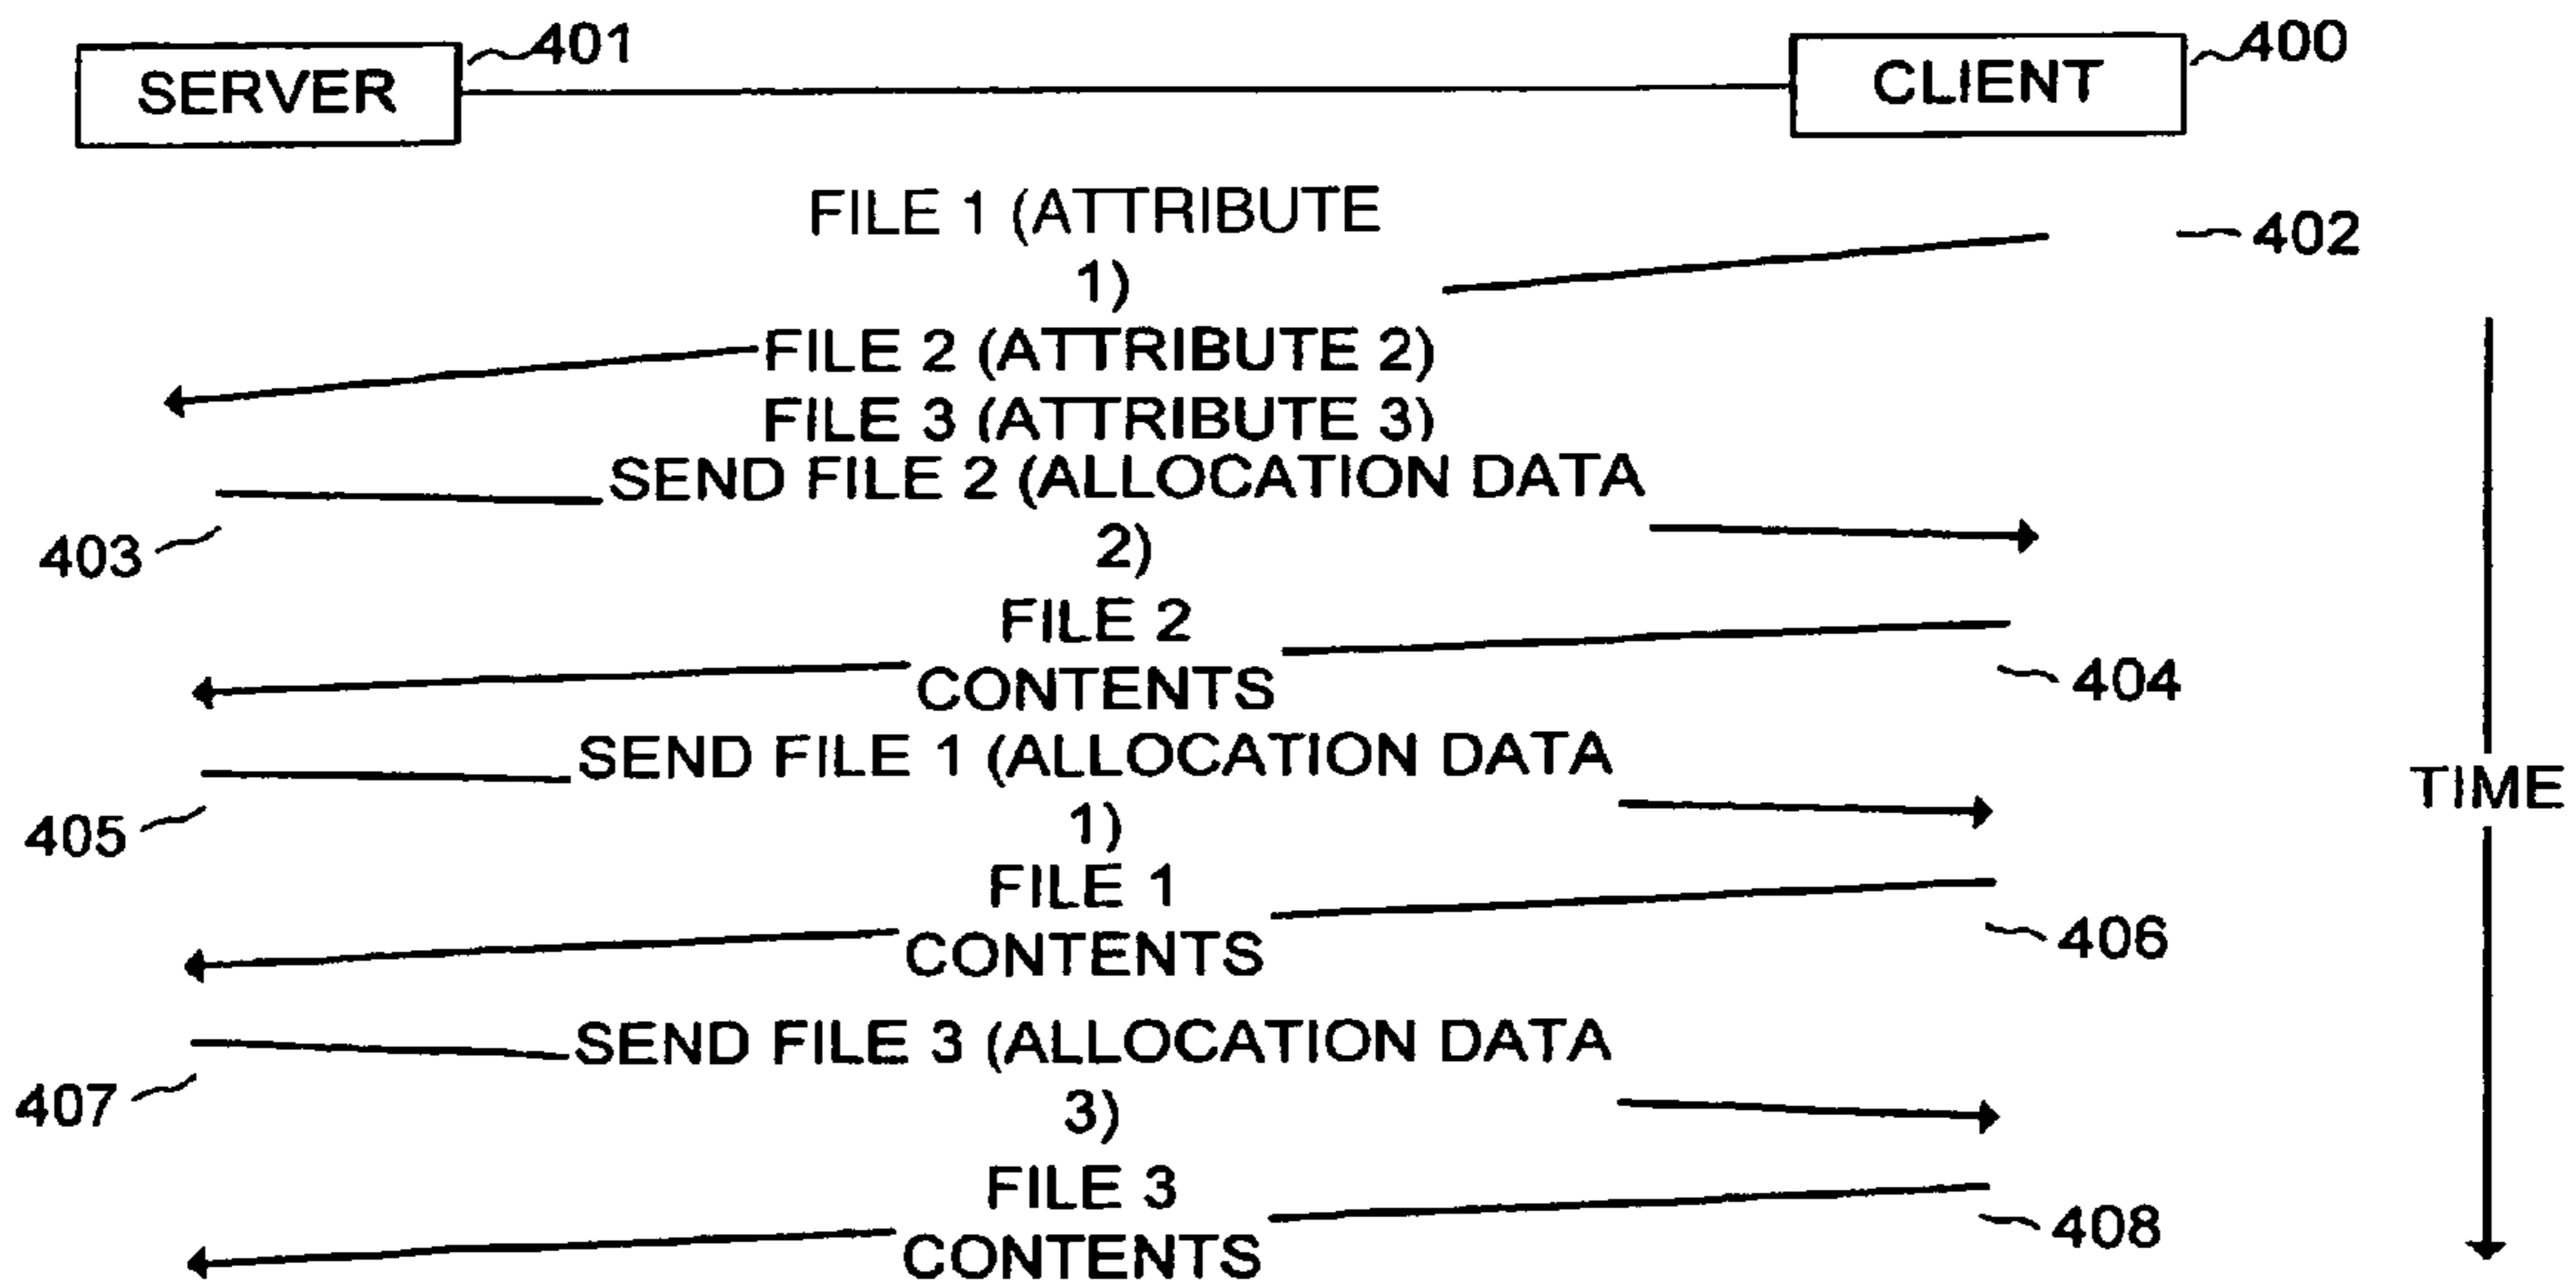 401
400
SERVER
CLIENT
FILE 1 (ATTRIBUTE
1)
402
FILE 2 (ATTRIBUTE 2)
FILE 3 (ATTRIBUTE 3)
SEND FILE 2 (ALLOCATION DATA
2)
403
FILE 2
CONTENTS
404
SEND FILE 1 (ALLOCATION DATA
1)
405
TIME
FILE 1
CONTENTS
406
SEND FILE 3 (ALLOCATION DATA
3)
407
FILE 3
CONTENTS
408